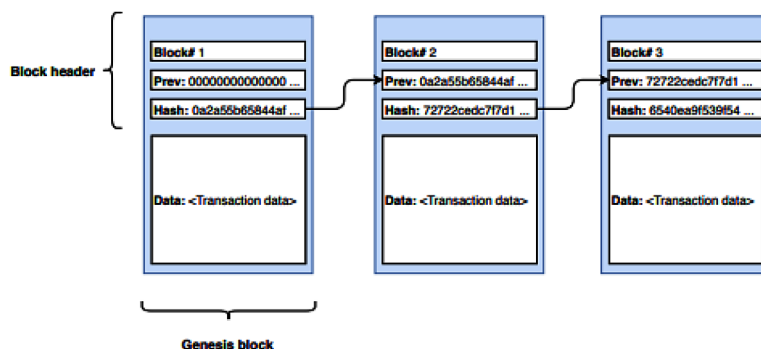 Block# 1
Block# 2
Block# 3
Block header
Prev: 00000000000000 ...
Prev: 0a2a55b65844af ...
Prev: 72722cedc7f7d1 ...
Hash: 0a2a55b65844af ...
Hash: 72722cedc7f7d1 ...
Hash: 6540ea9f539f54 ...
Data: <Transaction data>
Data: <Transaction data>
Data: <Transaction data>
Genesis block